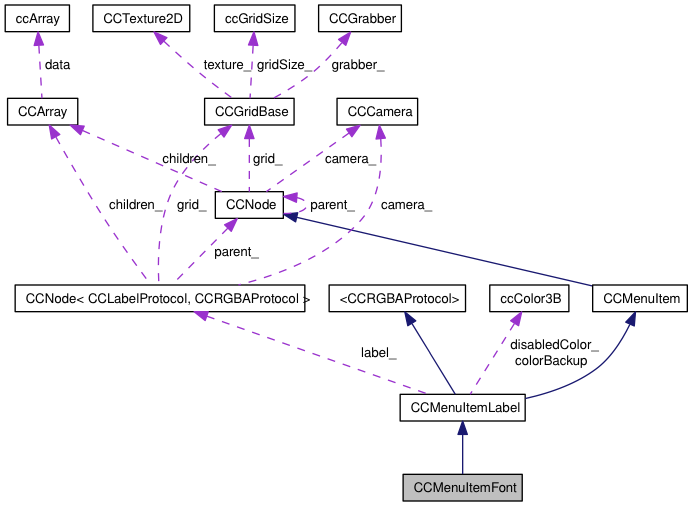 ccArray
CCTexture2D
ccGridSize
CCGrabber
data
texture_
gridSize_
grabber_
CCArray
CCGridBase
CCCamera
children_
grid_
camera_
children_
grid_
CCNode
parent_
camera_
parent_
CCNode< CCLabelProtocol, CCRGBAProtocol >
<CCRGBAProtocol>
ccColor3B
CCMenuItem
label_
disabledColor_
colorBackup
CCMenuItemLabel
CCMenuItemFont